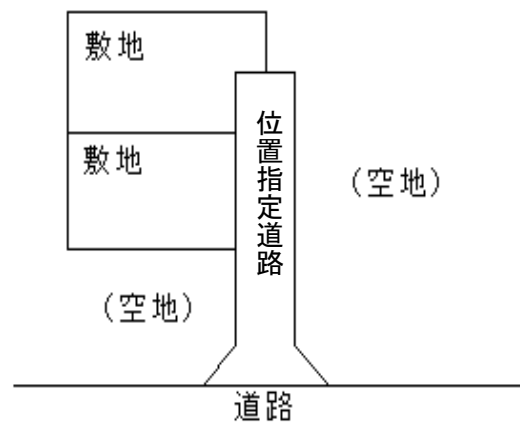 敷地
敷地
位置指定道路
（空地）
（空地）
道路